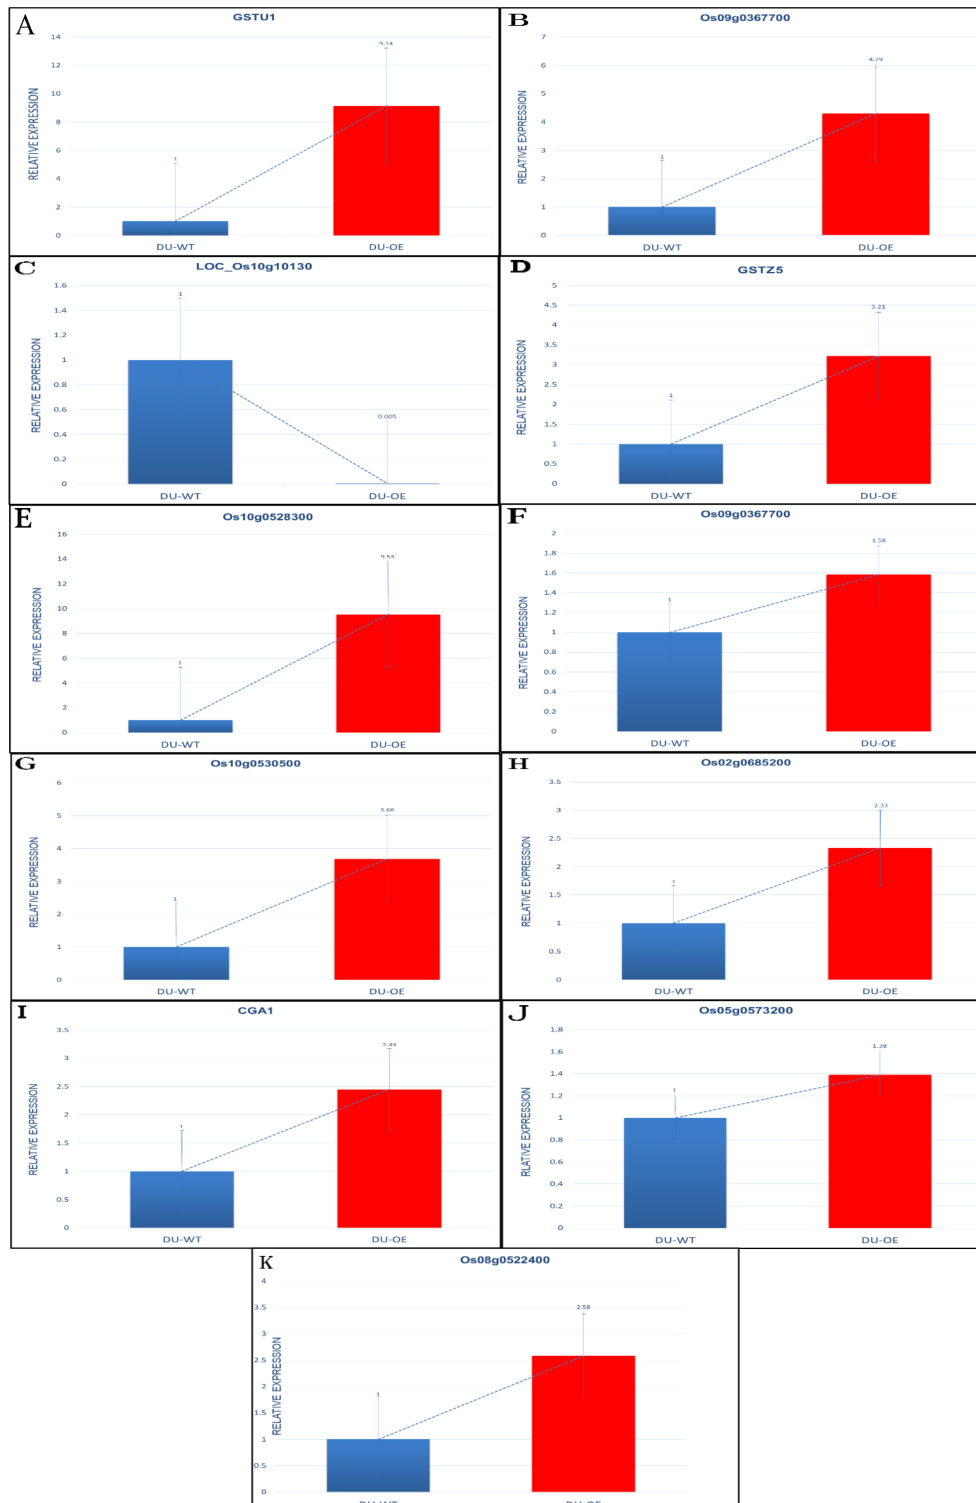 A
GSTU1
RELATIVE EXPRESSION
14
12
10
8
6
4
2
0
1
9.14
DU-WT
DU-OE
B
Os09g0367700
RELATIVE EXPRESSION
7
6
5
4
3
2
1
0
1
4.29
DU-WT
DU-OE
C
LOC_Os10g10130
RELATIVE EXPRESSION
1.6
1.4
1.2
1
0.8
0.6
0.4
0.2
0
1
0.005
DU-WT
DU-OE
D
GSTZ5
RELATIVE EXPRESSION
5
4.5
4
3.5
3
2.5
2
1.5
1
0.5
0
1
3.21
DU-WT
DU-OE
E
Os10g0528300
RELATIVE EXPRESSION
16
14
12
10
8
6
4
2
0
1
9.55
DU-WT
DU-OE
F
Os09g0367700
RELATIVE EXPRESSION
2
1.8
1.6
1.4
1.2
1
0.8
0.6
0.4
0.2
0
1
1.58
DU-WT
DU-OE
G
Os10g0530500
RELATIVE EXPRESSION
6
5
4
3
2
1
0
1
3.68
DU-WT
DU-OE
H
Os02g0685200
RELATIVE EXPRESSION
3.5
3
2.5
2
1.5
1
0.5
0
1
2.33
DU-WT
DU-OE
I
CGA1
RELATIVE EXPRESSION
3.5
3
2.5
2
1.5
1
0.5
0
1
2.44
DU-WT
DU-OE
J
Os05g0573200
RLATIVE EXPRESSION
1.8
1.6
1.4
1.2
1
0.8
0.6
0.4
0.2
0
1
1.38
DU-WT
DU-OE
K
Os08g0522400
RELATIVE EXPRESSION
4
3.5
3
2.5
2
1.5
1
0.5
0
1
2.58
DU-WT
DU-OE